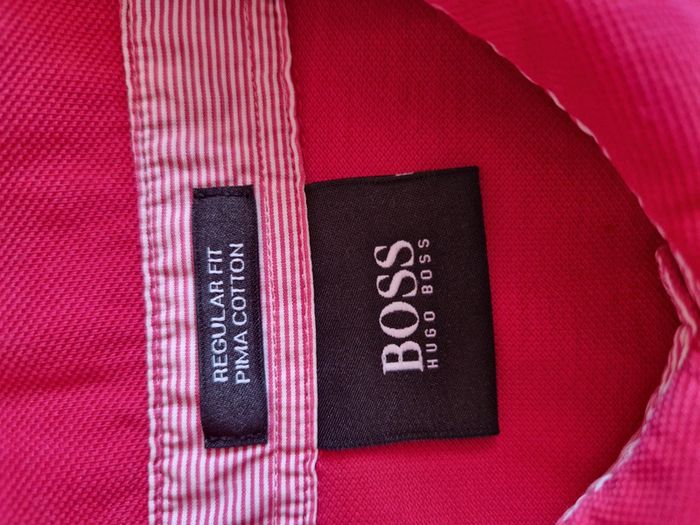 BOSS
HUGO BOSS
REGULAR FIT
PIMA COTTON